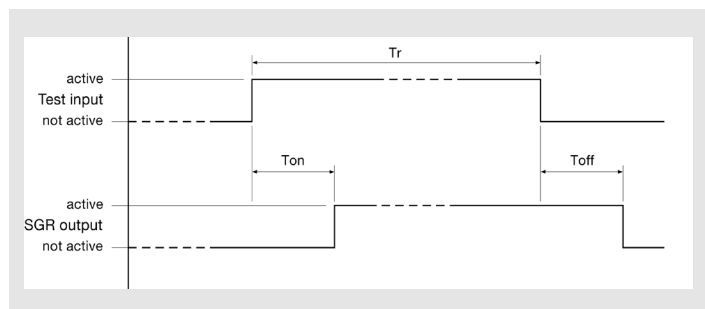 Tr
active
Test input
not active
Ton
Toff
active
SGR output
not active